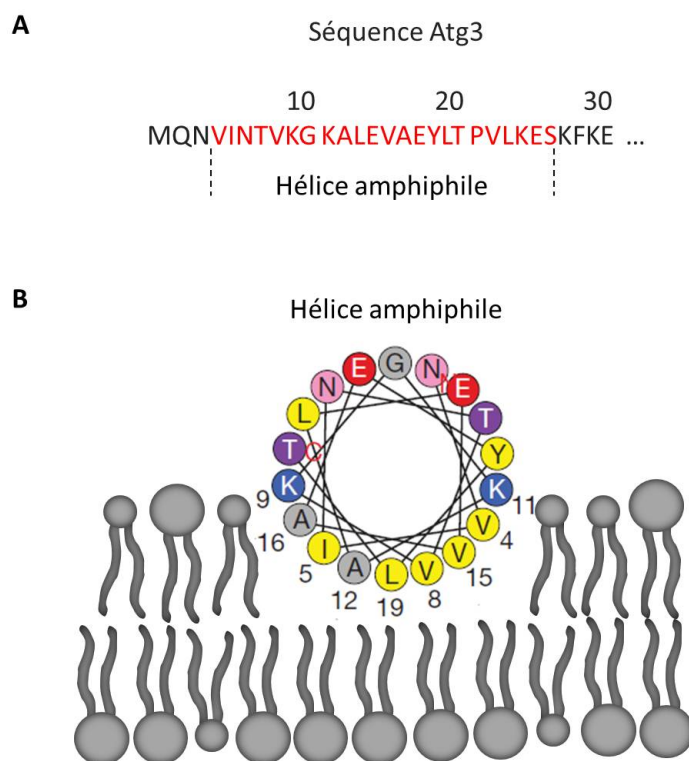 A
Séquence Atg3
10 20 30
MQNVINTVKG KALEVAEYLT PVLKESKFKE ...
Hélice amphiphile
B
Hélice amphiphile
E G N
N N E
L T
T C Y
K K
9 11
A V
16 4
I V
5 15
A L V
12 19 8